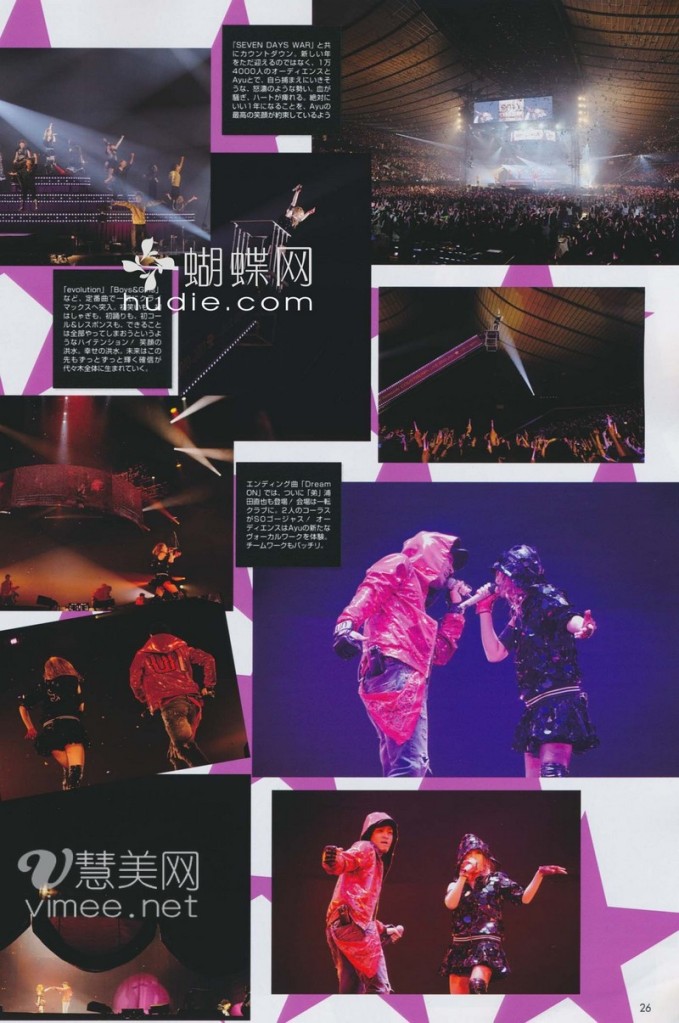 「SEVEN DAYS WAR」と共
にカウントダウン。新しい年
をただ迎えるのではなく、1万
4000人のオーディエンスと
Ayuとで、自ら捕まえにいきそ
うな、怒濤のような勢い。血が
騒ぎ、ハートが痺れる。絶対に
いい1年になることを、Ayuの
最高の笑顔が約束しているよう
蝴蝶网
hudie.com
「evolution」「Boys&Girls」
など、定番曲で
マックスへ突入。
はしゃぎも、初踊りも、初コー
ル&レスポンスも、できること
は全部やってしまおうというよ
うなハイテンション! 笑顔の
洪水。幸せの洪水。未来はこの
先もずっとずっと輝く確信が
代々木全体に生まれていく。
エンディング曲「Dream
ON」では、ついに「弟」浦
田直也も登場! 会場は一転
クラブに。2人のコーラス
がSOゴージャス! オー
ディエンスはAyuの新たな
ヴォーカルワークを体験。
チームワークもバッチリ。
慧美网
vimee.net
26